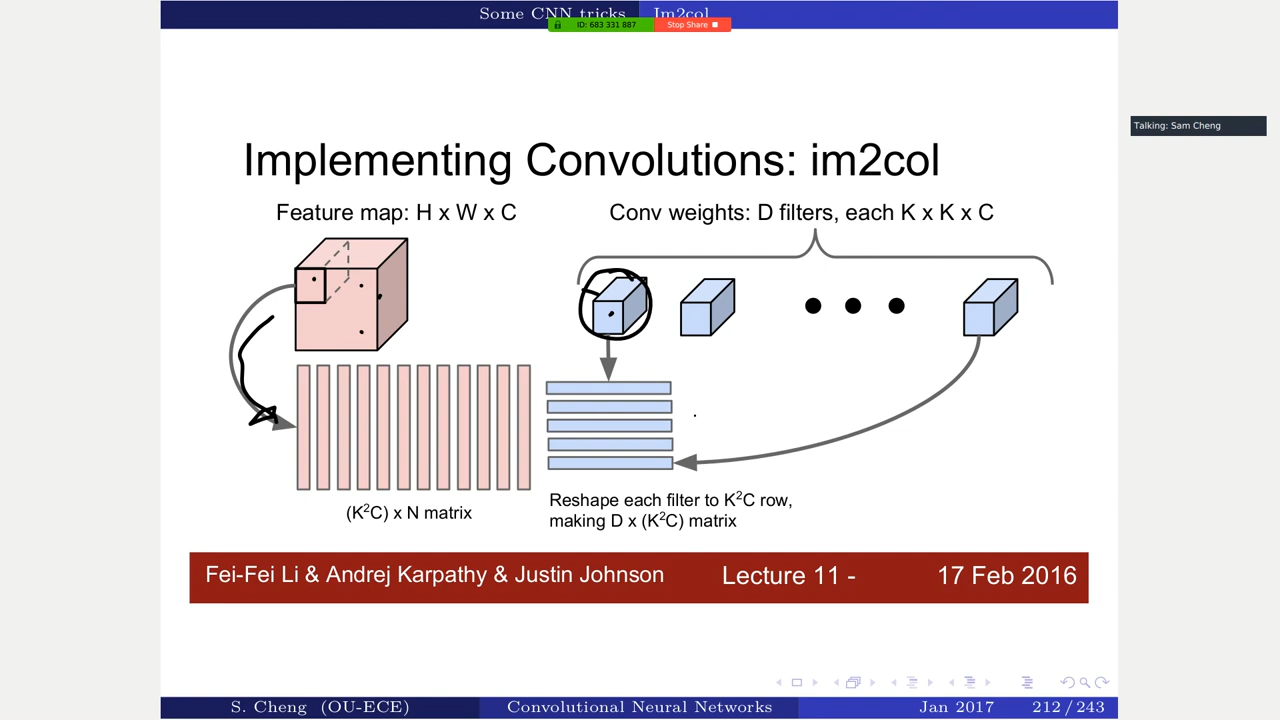 Some CNN tricks Im2col
ID: 683 331 887 Stop Share
Talking: Sam Cheng
Implementing Convolutions: im2col
Feature map: H x W x C
Conv weights: D filters, each K x K x C
(K²C) x N matrix
Reshape each filter to K²C row,
making D x (K²C) matrix
Fei-Fei Li & Andrej Karpathy & Justin Johnson Lecture 11 - 17 Feb 2016
S. Cheng (OU-ECE) Convolutional Neural Networks Jan 2017 212 / 243